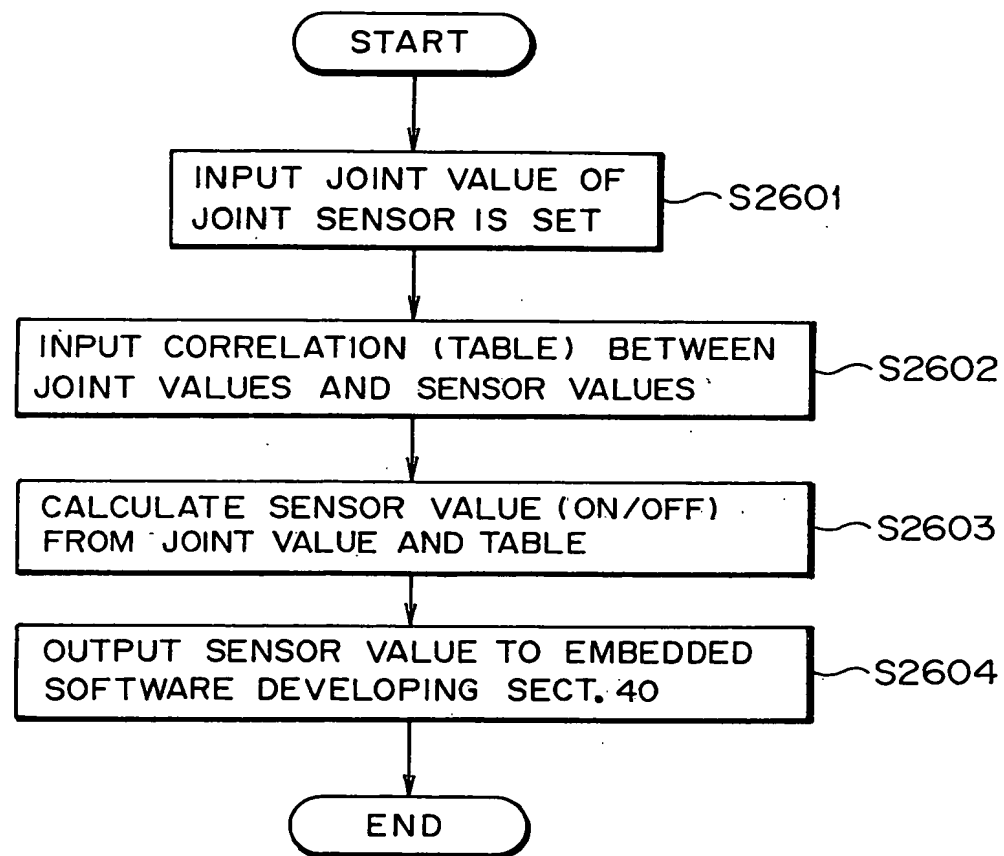 START
INPUT JOINT VALUE OF
JOINT SENSOR IS SET
S2601
INPUT CORRELATION (TABLE) BETWEEN
JOINT VALUES AND SENSOR VALUES
S2602
CALCULATE SENSOR VALUE (ON/OFF)
FROM JOINT VALUE AND TABLE
S2603
OUTPUT SENSOR VALUE TO EMBEDDED
SOFTWARE DEVELOPING SECT. 40
S2604
END